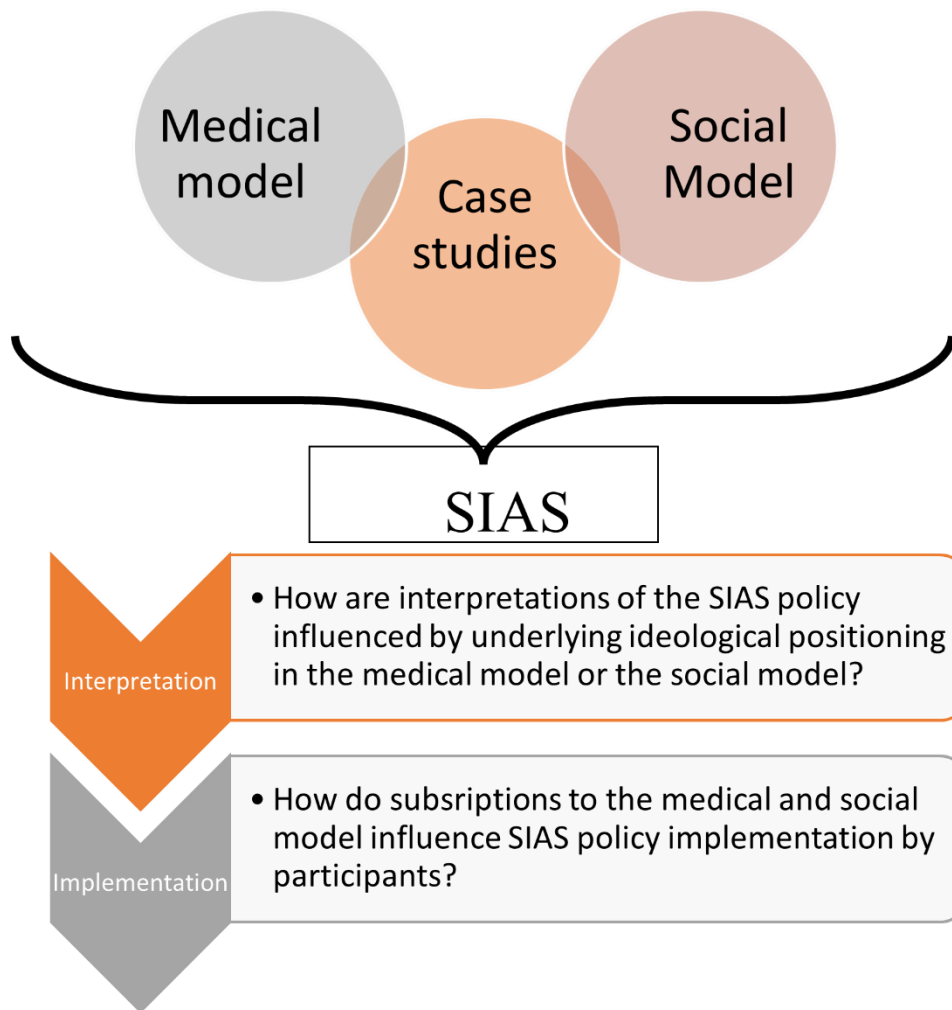 Medical
model
Case
studies
Social
Model
SIAS
Interpretation
• How are interpretations of the SIAS policy
influenced by underlying ideological positioning
in the medical model or the social model?
Implementation
• How do subsriptions to the medical and social
model influence SIAS policy implementation by
participants?